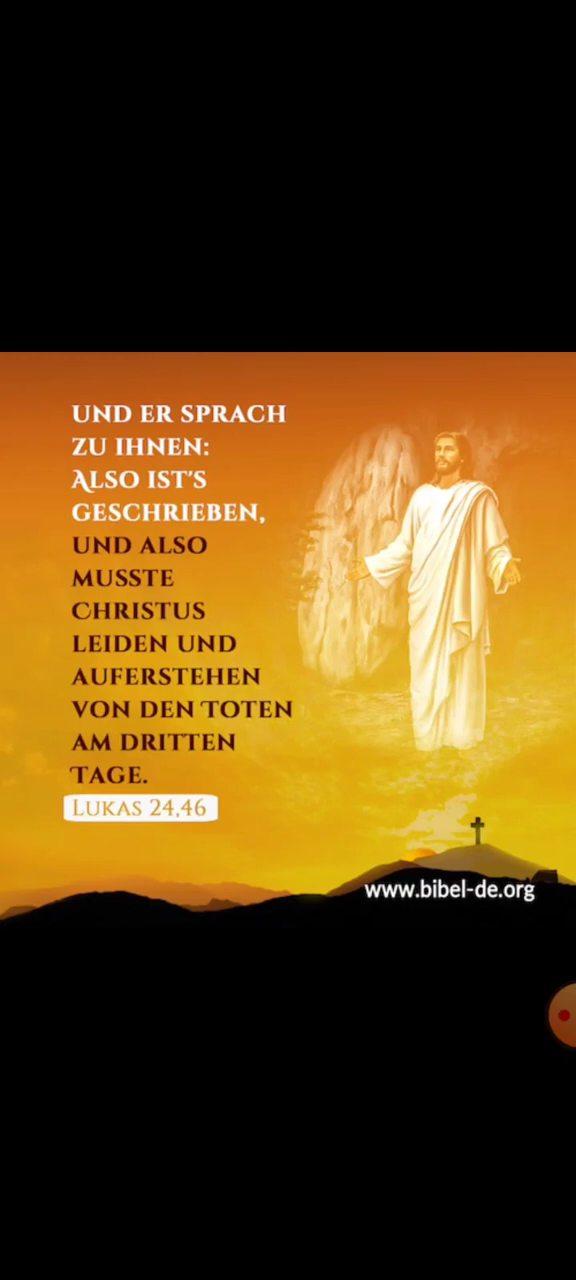 UND ER SPRACH
ZU IHNEN:
ALSO IST'S
GESCHRIEBEN,
UND ALSO
MUSSTE
CHRISTUS
LEIDEN UND
AUFERSTEHEN
VON DEN TOTEN
AM DRITTEN
TAGE.
LUKAS 24,46
www.bibel-de.org